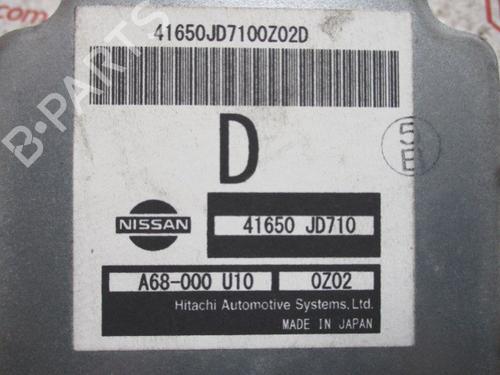 41650JD7100Z02D
D
NISSAN
41650 JD710
A68-000 U10
0Z02
Hitachi Automotive Systems, Ltd.
MADE IN JAPAN
B-PARTS